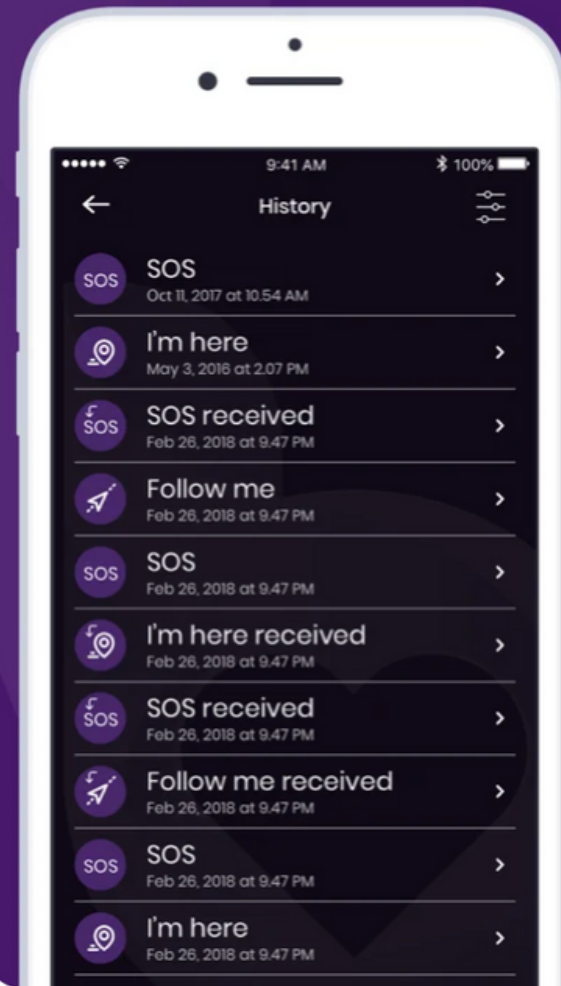 9:41 AM
100%
History
SOS
SOS
Oct 11, 2017 at 10.54 AM
I'm here
May 3, 2016 at 2.07 PM
SOS
SOS received
Feb 26, 2018 at 9.47 PM
Follow me
Feb 26, 2018 at 9.47 PM
SOS
SOS
Feb 26, 2018 at 9.47 PM
I'm here received
Feb 26, 2018 at 9.47 PM
SOS
SOS received
Feb 26, 2018 at 9.47 PM
Follow me received
Feb 26, 2018 at 9.47 PM
SOS
SOS
Feb 26, 2018 at 9.47 PM
I'm here
Feb 26, 2018 at 9.47 PM